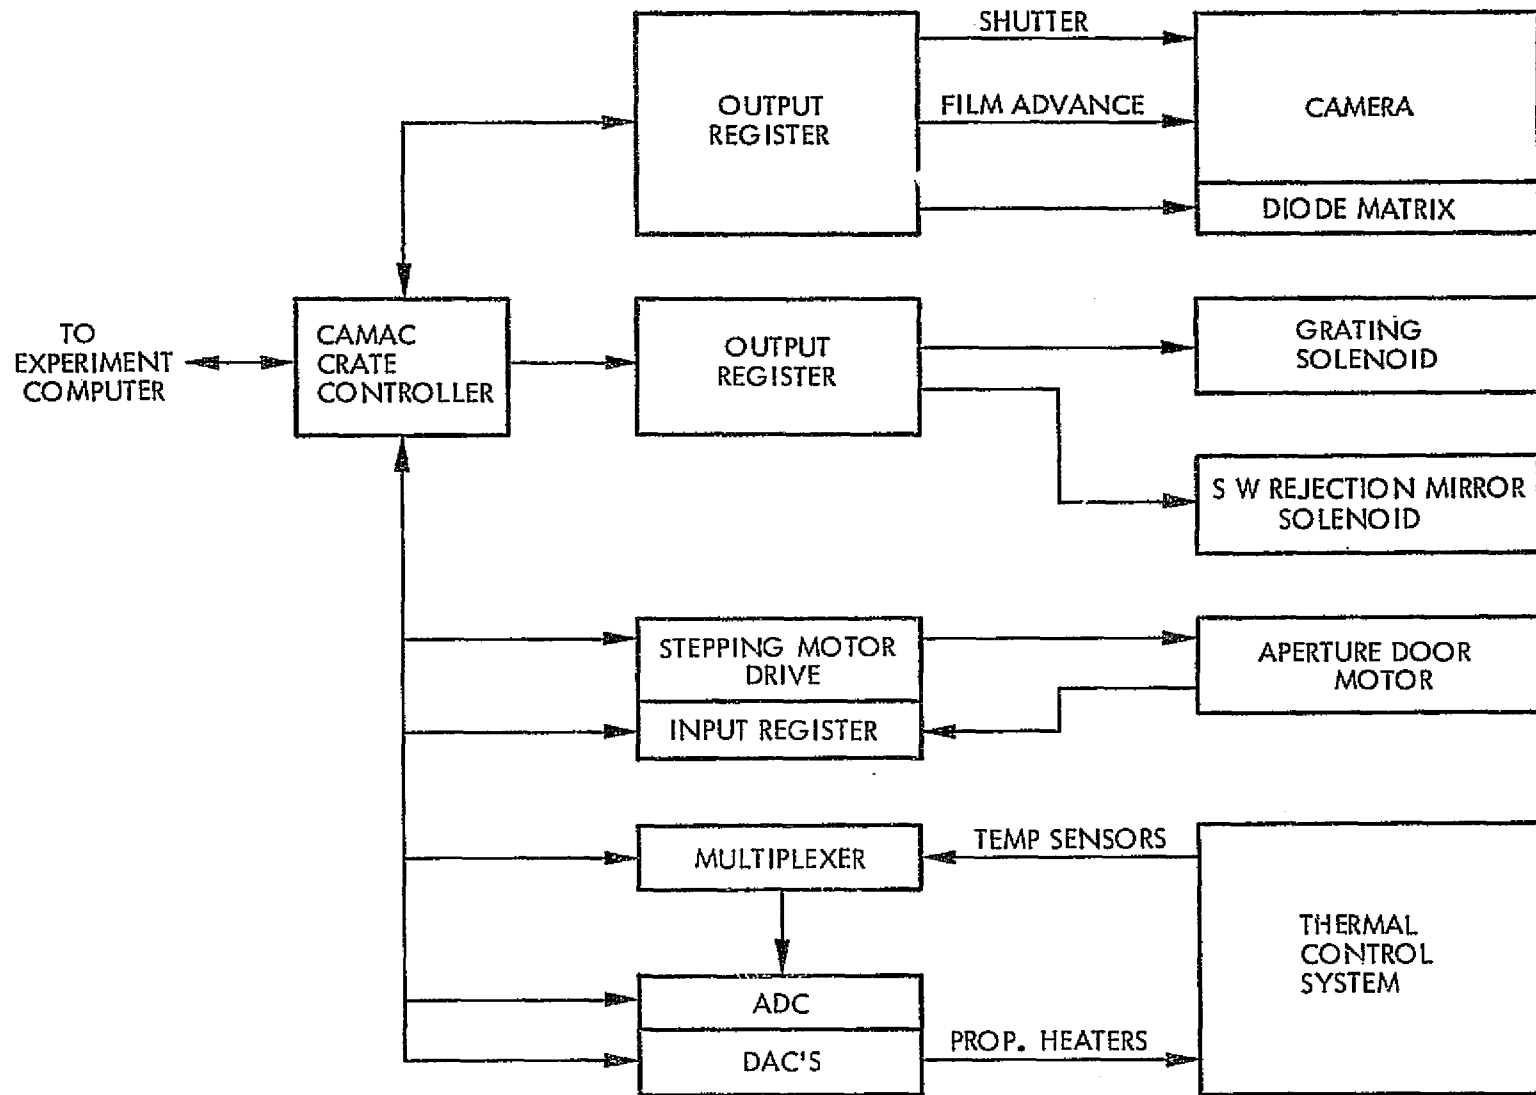 SHUTTER
OUTPUT
REGISTER
FILM ADVANCE
CAMERA
DIODE MATRIX
TO
EXPERIMENT
COMPUTER
CAMAC
CRATE
CONTROLLER
OUTPUT
REGISTER
GRATING
SOLENOID
S W REJECTION MIRROR
SOLENOID
STEPPING MOTOR
DRIVE
INPUT REGISTER
APERTURE DOOR
MOTOR
MULTIPLEXER
TEMP SENSORS
THERMAL
CONTROL
SYSTEM
ADC
DAC'S
PROP. HEATERS